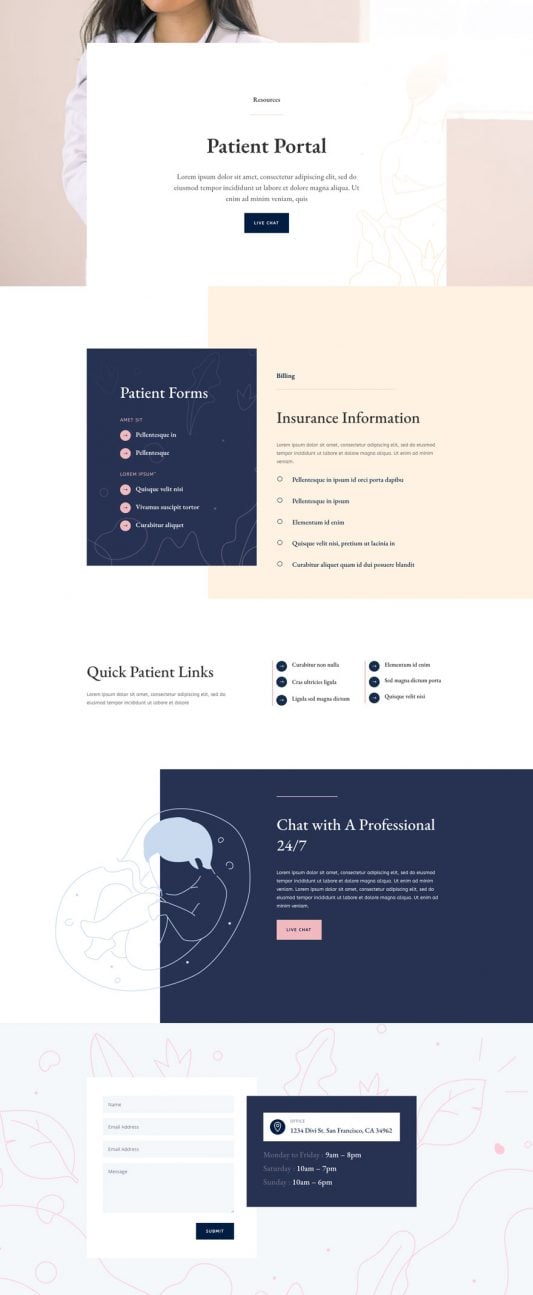 Resources
Patient Portal
Lorem ipsum dolor sit amet, consectetur adipiscing elit, sed do
eiusmod tempor incididunt ut labore et dolore magna aliqua. Ut
enim ad minim veniam, quis
LIVE CHAT
Patient Forms
AMET SIT
Pellentesque in
Pellentesque
LOREM IPSUM"
Quisque velit nisi
Vivamus suscipit tortor
Curabitur aliquet
Billing
Insurance Information
Lorem ipsum dolor sit amet, consectetur adipiscing elit, sed do eiusmod
tempor incididunt ut labore et dolore magna aliqua. Ut enim ad minim
veniam.
Pellentesque in ipsum id orci porta dapibu
Pellentesque in ipsum
Elementum id enim
Quisque velit nisi, pretium ut lacinia in
Curabitur aliquet quam id dui posuere blandit
Quick Patient Links
Lorem ipsum dolor sit amet, consectetur adipiscing elit, sed do
eiusmod tempor incididunt ut labore et dolore
Curabitur non nulla
Cras ultricies ligula
Ligula sed magna dictum
Elementum id enim
Sed magna dictum porta
Quisque velit nisi
Chat with A Professional
24/7
Lorem ipsum dolor sit amet, consectetur adipiscing elit, sed do eiusmod
tempor incididunt ut labore et dolore magna aliqua. Ut enim ad minim
veniam. Lorem ipsum dolor sit amet, consectetur adipiscing elit, sed do
eiusmod tempor incididunt ut labore et dolore magna aliqua. Ut enim ad
minim veniam.
LIVE CHAT
Name
Email Address
Email Address
Message
SUBMIT
OFFICE
1234 Divi St. San Francisco, CA 34962
Monday to Friday : 9am – 8pm
Saturday : 10am – 7pm
Sunday : 10am – 6pm